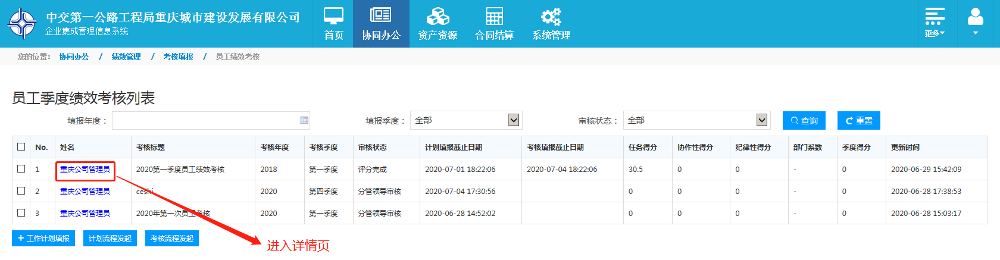 中交第一公路工程局重庆城市建设发展有限公司
企业集成管理信息系统
首页 协同办公 资产资源 合同结算 系统管理 更多
您的位置: 协同办公 / 绩效管理 / 考核填报 / 员工绩效考核
员工季度绩效考核列表
填报年度: 填报季度: 全部 审核状态: 全部 查询 重置
No. 姓名 考核标题 考核年度 考核季度 审核状态 计划填报截止日期 考核填报截止日期 任务得分 协作性得分 纪律性得分 部门系数 季度得分 更新时间
1 重庆公司管理员 2020第一季度员工绩效考核 2018 第一季度 评分完成 2020-07-01 18:22:06 2020-07-04 18:22:06 30.5 0 0 - 0 2020-06-29 15:42:09
2 重庆公司管理员 ceshi 2020 第四季度 分管领导审核 2020-07-04 17:30:56 0 0 0 - 0 2020-06-28 17:38:53
3 重庆公司管理员 2020年第一次员工考核 2020 第一季度 分管领导审核 2020-06-28 14:52:02 0 0 0 - 0 2020-06-28 15:03:17
+ 工作计划填报 计划流程发起 考核流程发起
进入详情页